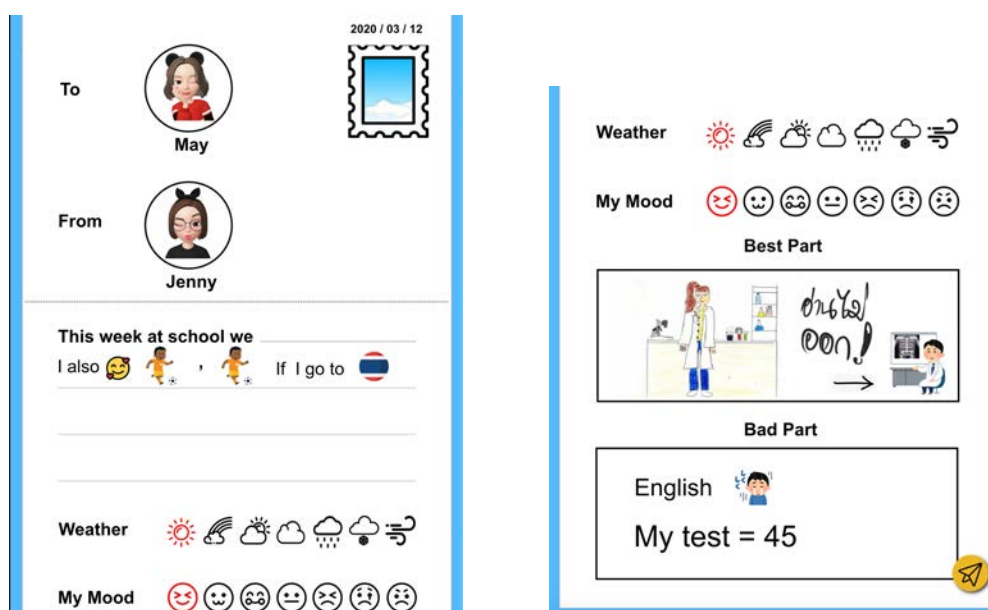 2020 / 03 / 12
To
May
From
Jenny
This week at school we
I also , If I go to
Weather
My Mood
Weather
My Mood
Best Part
อ่านไม่
ออก!
Bad Part
English
My test = 45